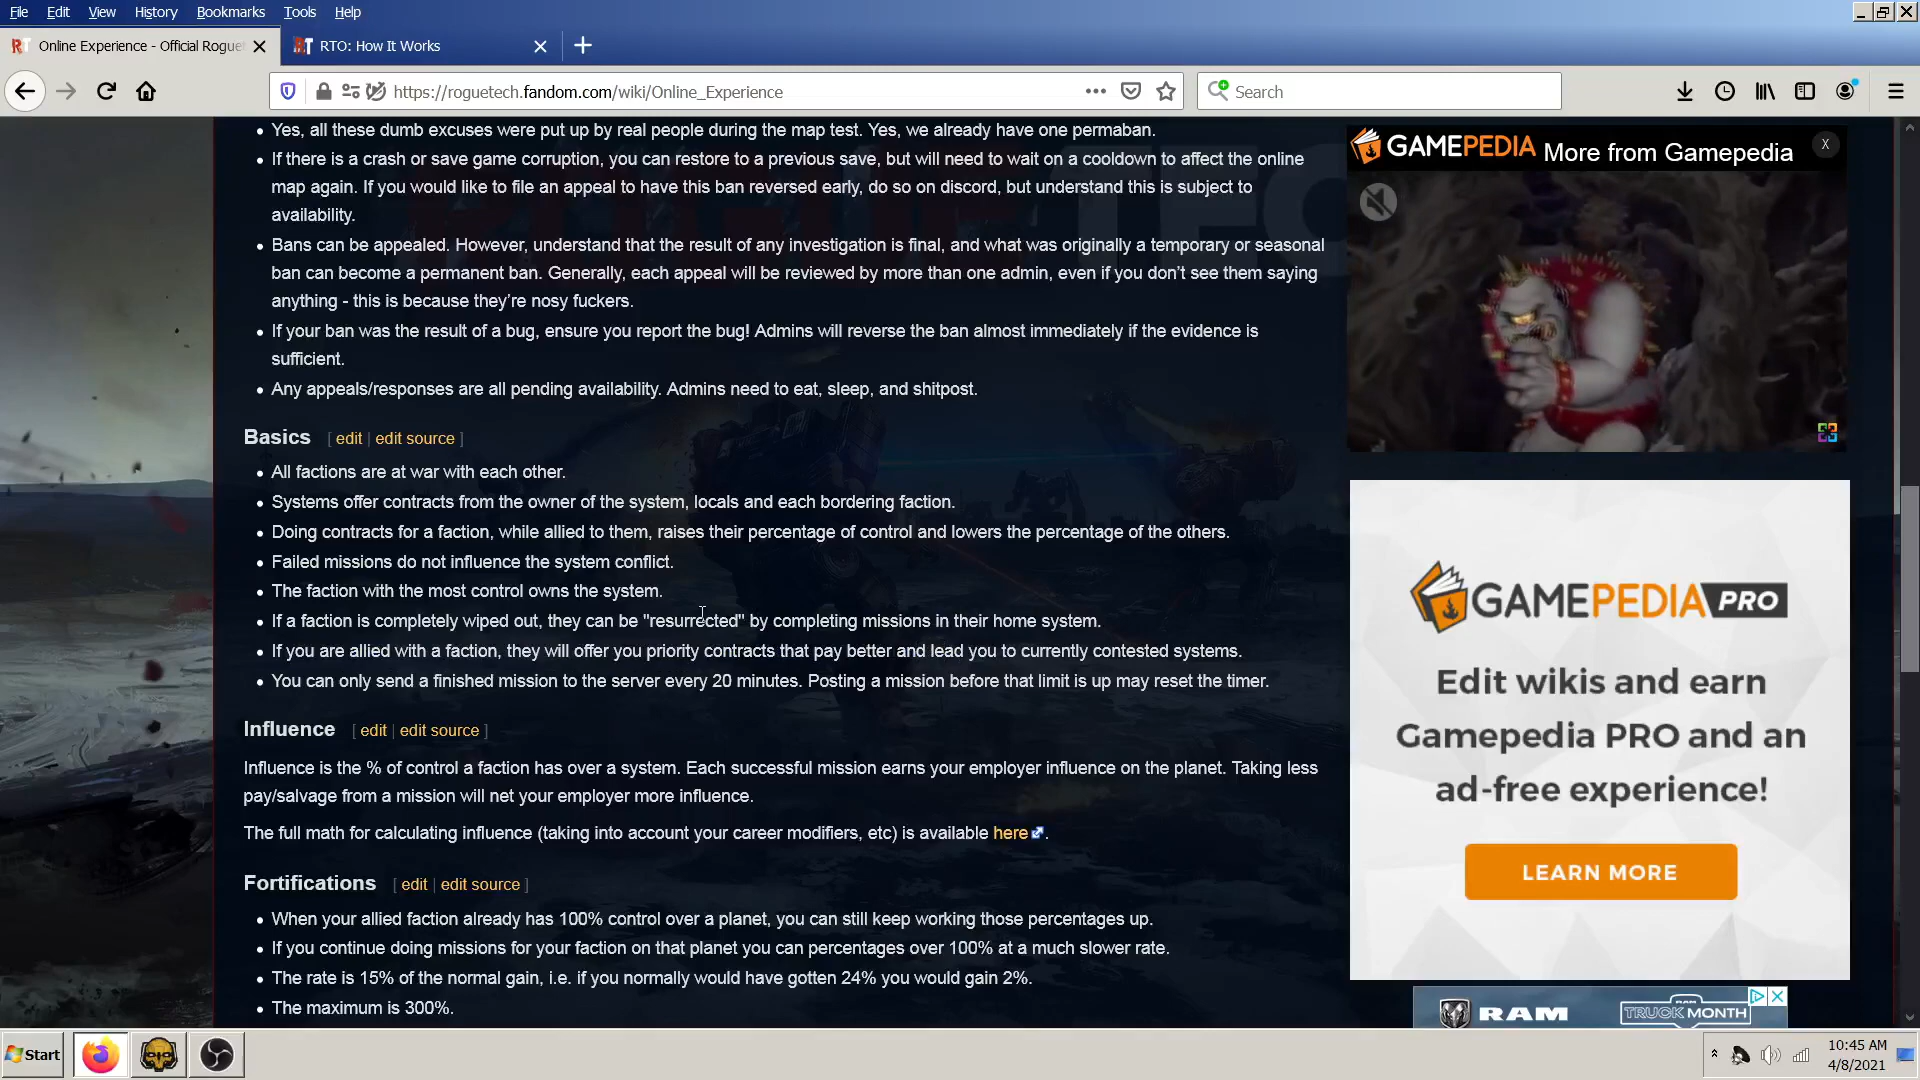 File Edit View History Bookmarks Tools Help
Online Experience - Official Rogue
RTO: How It Works
https://roguetech.fandom.com/wiki/Online_Experience
Search
Yes, all these dumb excuses were put up by real people during the map test. Yes, we already have one permaban.
If there is a crash or save game corruption, you can restore to a previous save, but will need to wait on a cooldown to affect the online
map again. If you would like to file an appeal to have this ban reversed early, do so on discord, but understand this is subject to
availability.
Bans can be appealed. However, understand that the result of any investigation is final, and what was originally a temporary or seasonal
ban can become a permanent ban. Generally, each appeal will be reviewed by more than one admin, even if you don't see them saying
anything - this is because they're nosy fuckers.
If your ban was the result of a bug, ensure you report the bug! Admins will reverse the ban almost immediately if the evidence is
sufficient.
Any appeals/responses are all pending availability. Admins need to eat, sleep, and shitpost.
Basics [ edit | edit source ]
All factions are at war with each other.
Systems offer contracts from the owner of the system, locals and each bordering faction.
Doing contracts for a faction, while allied to them, raises their percentage of control and lowers the percentage of the others.
Failed missions do not influence the system conflict.
The faction with the most control owns the system.
If a faction is completely wiped out, they can be "resurrected" by completing missions in their home system.
If you are allied with a faction, they will offer you priority contracts that pay better and lead you to currently contested systems.
You can only send a finished mission to the server every 20 minutes. Posting a mission before that limit is up may reset the timer.
Influence [ edit | edit source ]
Influence is the % of control a faction has over a system. Each successful mission earns your employer influence on the planet. Taking less
pay/salvage from a mission will net your employer more influence.
The full math for calculating influence (taking into account your career modifiers, etc) is available here.
Fortifications [ edit | edit source ]
When your allied faction already has 100% control over a planet, you can still keep working those percentages up.
If you continue doing missions for your faction on that planet you can percentages over 100% at a much slower rate.
The rate is 15% of the normal gain, i.e. if you normally would have gotten 24% you would gain 2%.
The maximum is 300%.
GAMEPEDIA More from Gamepedia X
GAMEPEDIA PRO
Edit wikis and earn
Gamepedia PRO and an
ad-free experience!
LEARN MORE
RAM
TRUCK MONTH
Start
10:45 AM
4/8/2021